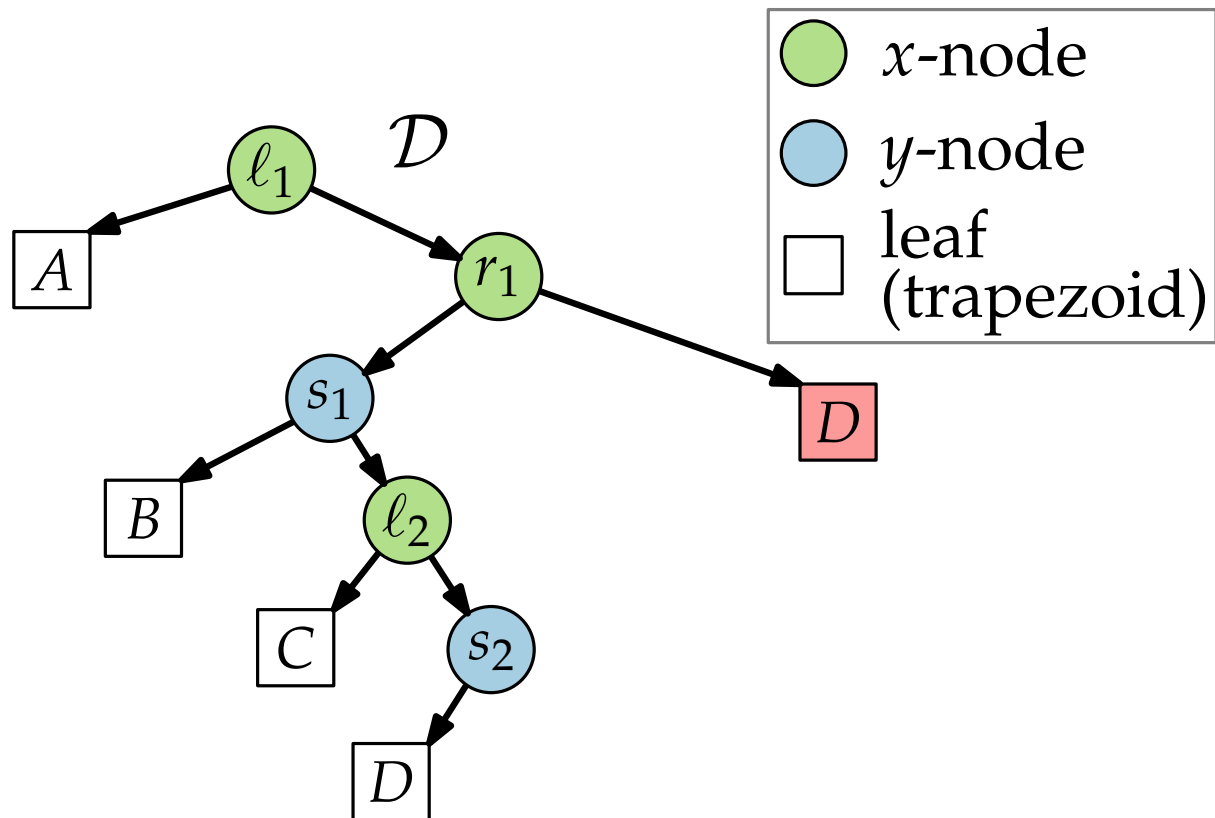 x-node
𝒟
y-node
ℓ1
leaf
(trapezoid)
A
r1
s1
D
B
ℓ2
C
s2
D